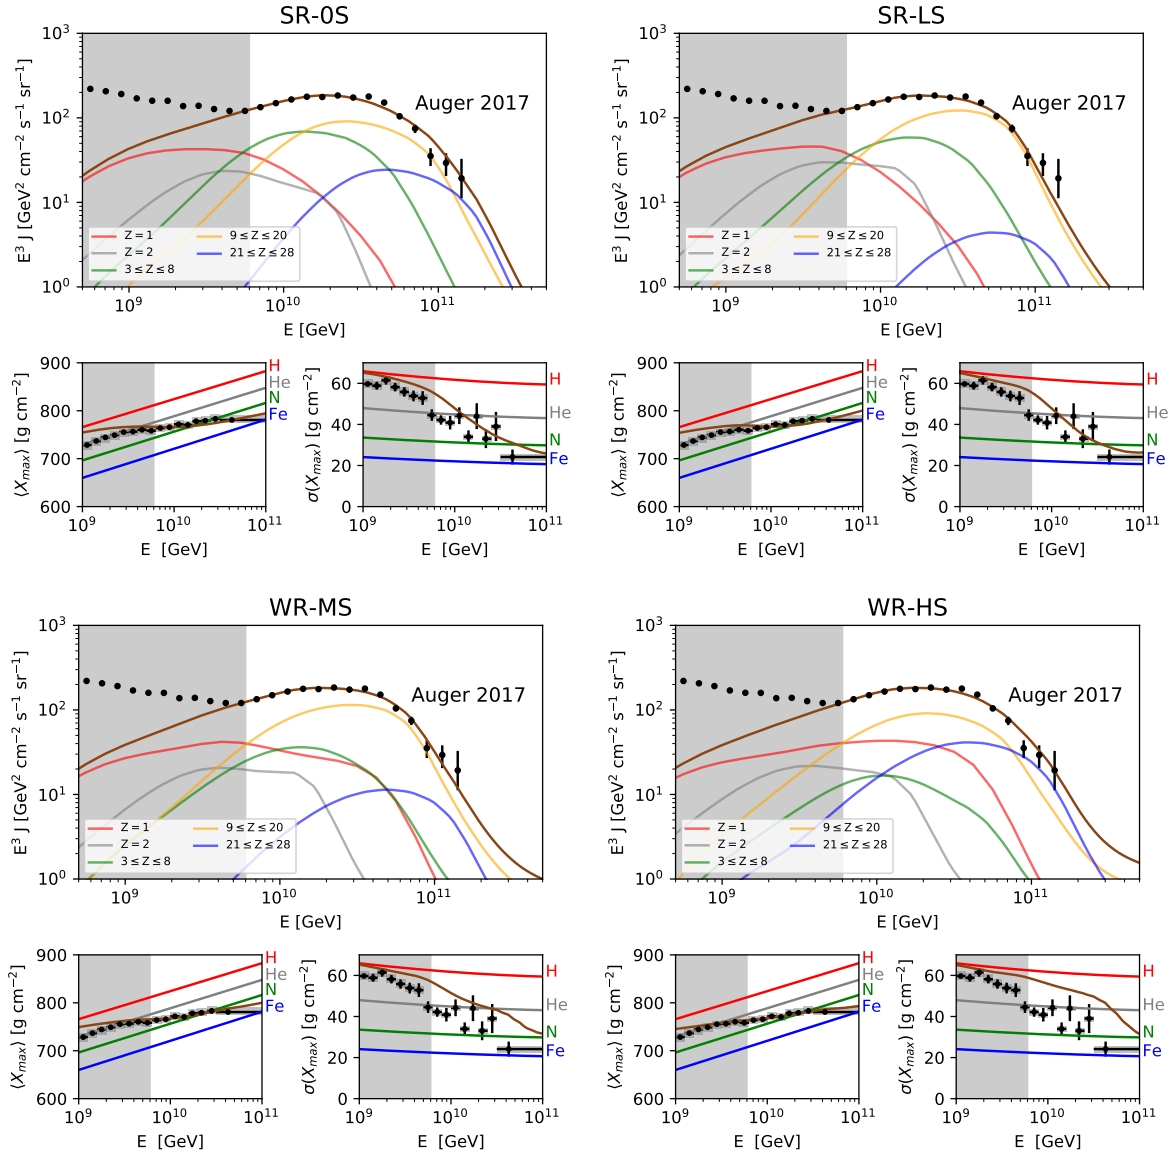 SR-0S
10³
10²
10¹
10⁰
E³ J [GeV² cm⁻² s⁻¹ sr⁻¹]
Auger 2017
Z = 1
Z = 2
3 ≤ Z ≤ 8
9 ≤ Z ≤ 20
21 ≤ Z ≤ 28
10⁹ 10¹⁰ 10¹¹
E [GeV]
900
800
700
600
⟨X_max⟩ [g cm⁻²]
H
He
N
Fe
10⁹ 10¹⁰ 10¹¹
E [GeV]
60
40
20
0
σ(X_max) [g cm⁻²]
H
He
N
Fe
10⁹ 10¹⁰ 10¹¹
E [GeV]
SR-LS
10³
10²
10¹
10⁰
E³ J [GeV² cm⁻² s⁻¹ sr⁻¹]
Auger 2017
Z = 1
Z = 2
3 ≤ Z ≤ 8
9 ≤ Z ≤ 20
21 ≤ Z ≤ 28
10⁹ 10¹⁰ 10¹¹
E [GeV]
900
800
700
600
⟨X_max⟩ [g cm⁻²]
H
He
N
Fe
10⁹ 10¹⁰ 10¹¹
E [GeV]
60
40
20
0
σ(X_max) [g cm⁻²]
H
He
N
Fe
10⁹ 10¹⁰ 10¹¹
E [GeV]
WR-MS
10³
10²
10¹
10⁰
E³ J [GeV² cm⁻² s⁻¹ sr⁻¹]
Auger 2017
Z = 1
Z = 2
3 ≤ Z ≤ 8
9 ≤ Z ≤ 20
21 ≤ Z ≤ 28
10⁹ 10¹⁰ 10¹¹
E [GeV]
900
800
700
600
⟨X_max⟩ [g cm⁻²]
H
He
N
Fe
10⁹ 10¹⁰ 10¹¹
E [GeV]
60
40
20
0
σ(X_max) [g cm⁻²]
H
He
N
Fe
10⁹ 10¹⁰ 10¹¹
E [GeV]
WR-HS
10³
10²
10¹
10⁰
E³ J [GeV² cm⁻² s⁻¹ sr⁻¹]
Auger 2017
Z = 1
Z = 2
3 ≤ Z ≤ 8
9 ≤ Z ≤ 20
21 ≤ Z ≤ 28
10⁹ 10¹⁰ 10¹¹
E [GeV]
900
800
700
600
⟨X_max⟩ [g cm⁻²]
H
He
N
Fe
10⁹ 10¹⁰ 10¹¹
E [GeV]
60
40
20
0
σ(X_max) [g cm⁻²]
H
He
N
Fe
10⁹ 10¹⁰ 10¹¹
E [GeV]